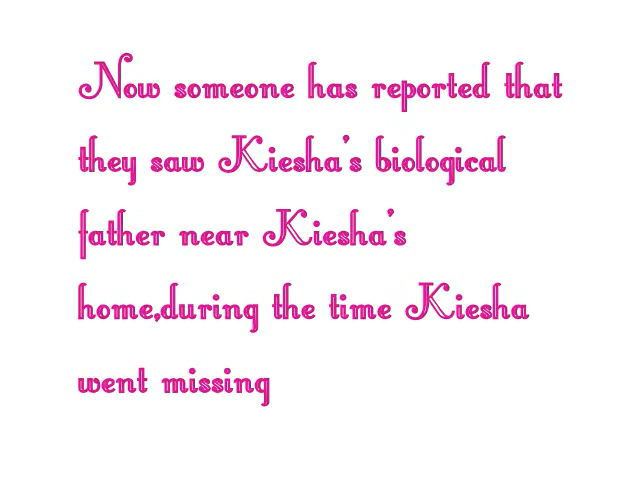 Now someone has reported that
they saw Kiesha's biological
father near Kiesha's
home,during the time Kiesha
went missing